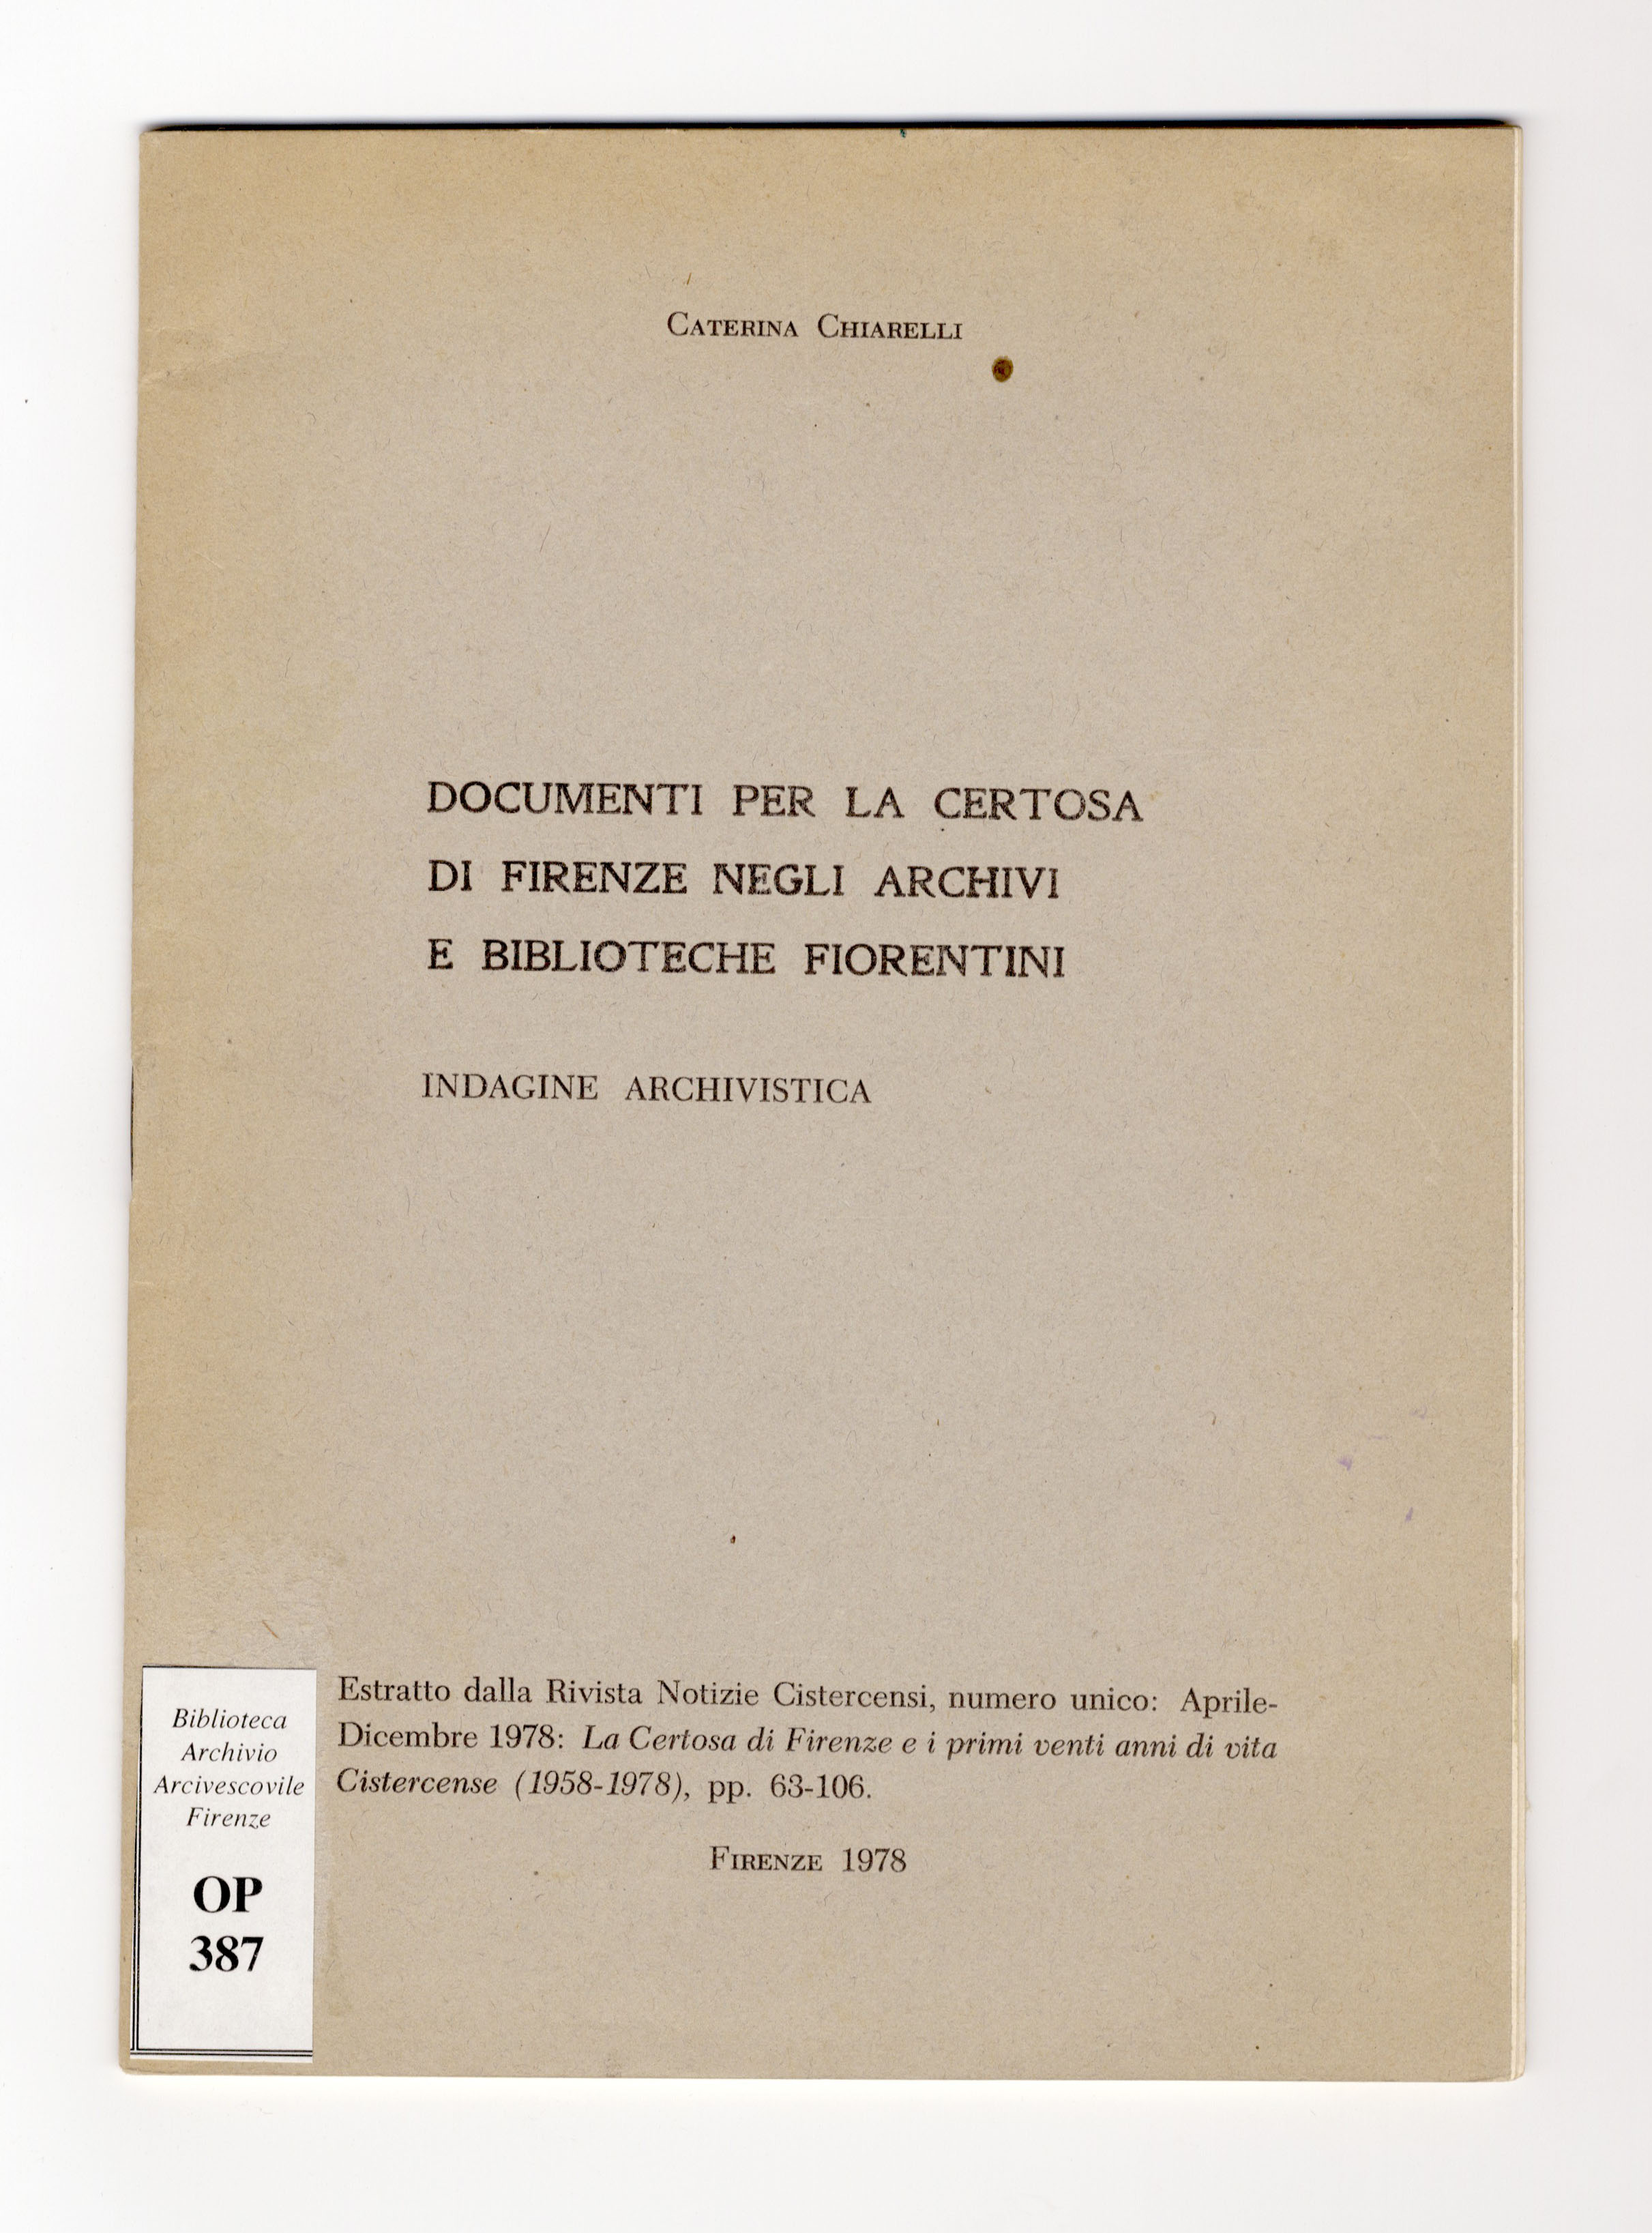 CATERINA CHIARELLI
DOCUMENTI PER LA CERTOSA
DI FIRENZE NEGLI ARCHIVI
E BIBLIOTECHE FIORENTINI
INDAGINE ARCHIVISTICA
Estratto dalla Rivista Notizie Cistercensi, numero unico: Aprile-
Dicembre 1978: La Certosa di Firenze e i primi venti anni di vita
Cistercense (1958-1978), pp. 63-106.
FIRENZE 1978
Biblioteca
Archivio
Arcivescovile
Firenze
OP
387